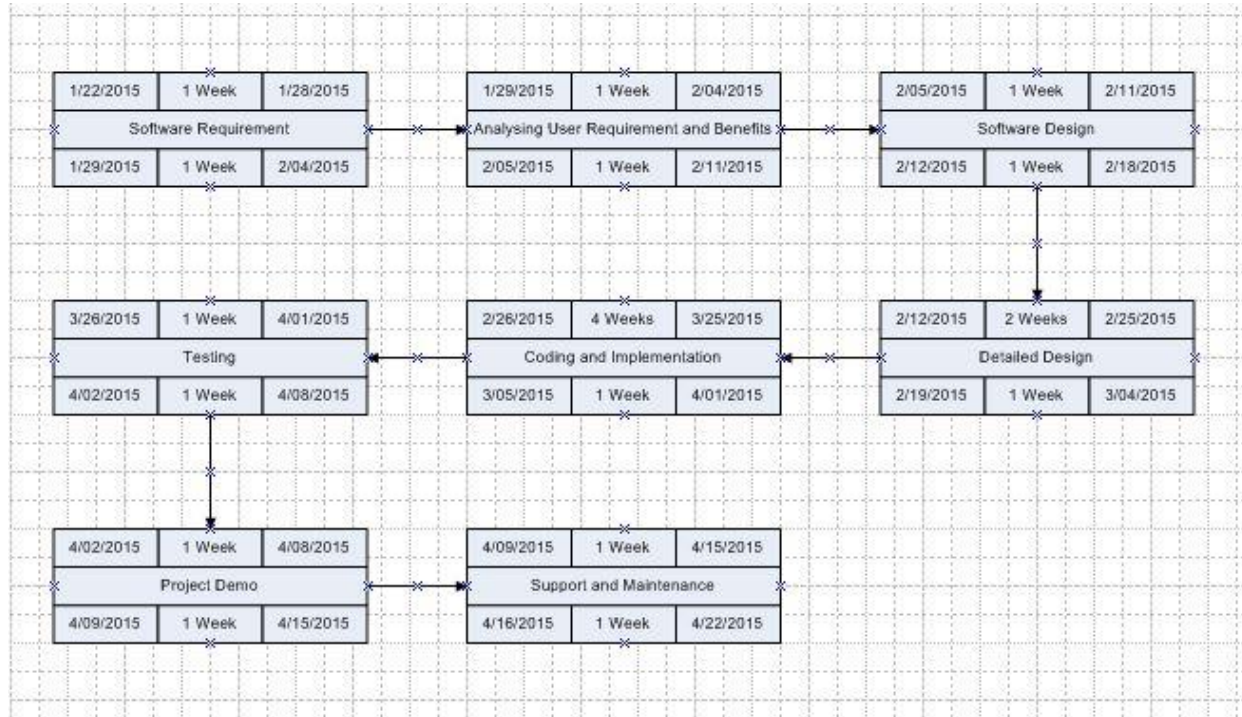 1/22/2015 1 Week 1/28/2015
Software Requirement
1/29/2015 1 Week 2/04/2015
1/29/2015 1 Week 2/04/2015
Analysing User Requirement and Benefits
2/05/2015 1 Week 2/11/2015
2/05/2015 1 Week 2/11/2015
Software Design
2/12/2015 1 Week 2/18/2015
2/12/2015 2 Weeks 2/25/2015
Detailed Design
2/19/2015 1 Week 3/04/2015
2/26/2015 4 Weeks 3/25/2015
Coding and Implementation
3/05/2015 1 Week 4/01/2015
3/26/2015 1 Week 4/01/2015
Testing
4/02/2015 1 Week 4/08/2015
4/02/2015 1 Week 4/08/2015
Project Demo
4/09/2015 1 Week 4/15/2015
4/09/2015 1 Week 4/15/2015
Support and Maintenance
4/16/2015 1 Week 4/22/2015